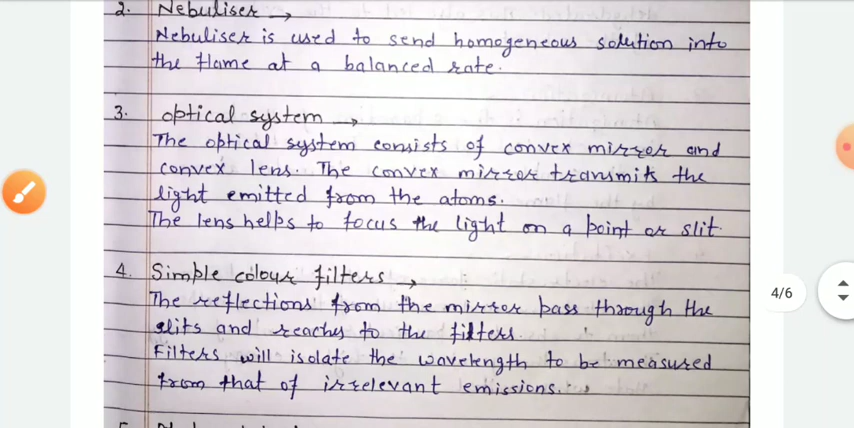 2. Nebuliser →
Nebuliser is used to send homogeneous solution into
the flame at a balanced rate.
3. optical system →
The optical system consists of convex mirror and
convex lens. The convex mirror transmits the
light emitted from the atoms.
The lens helps to focus the light on a point or slit.
4. Simple colour filters →
The reflections from the mirror pass through the
slits and reaches to the filters.
Filters will isolate the wavelength to be measured
from that of irrelevant emissions.
4/6